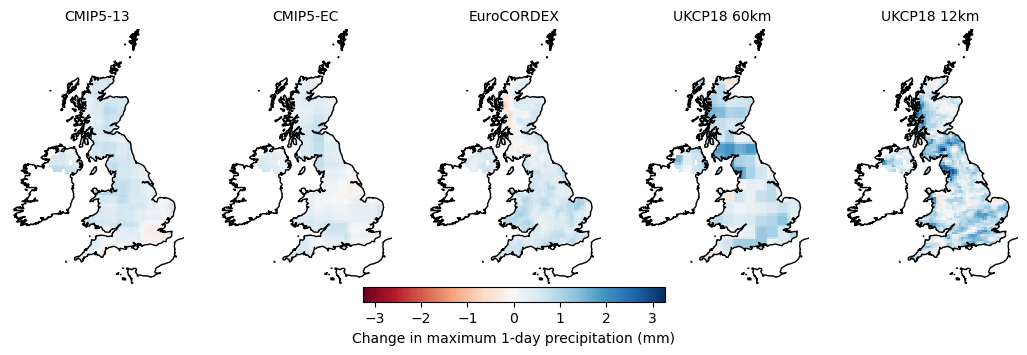 CMIP5-13 CMIP5-EC EuroCORDEX UKCP18 60km UKCP18 12km
−3 −2 −1 0 1 2 3
Change in maximum 1-day precipitation (mm)